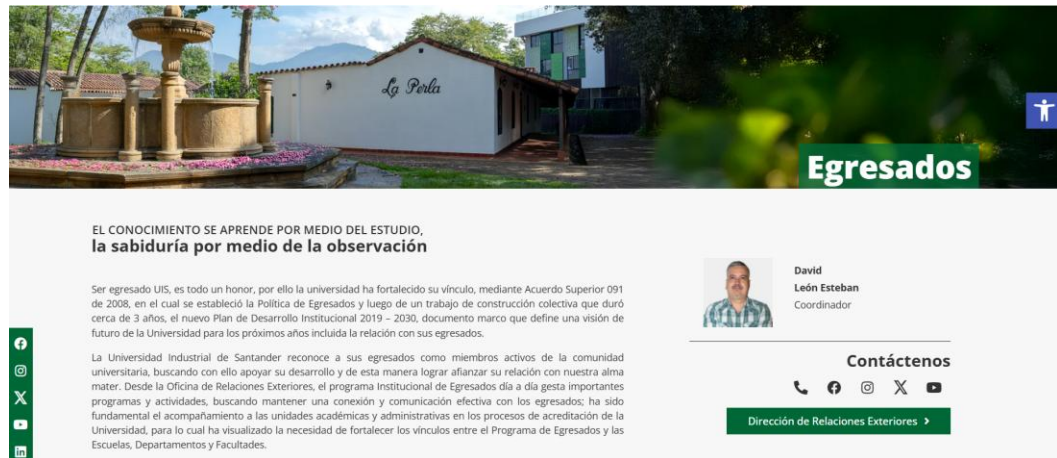 La Perla
Egresados
EL CONOCIMIENTO SE APRENDE POR MEDIO DEL ESTUDIO,
la sabiduría por medio de la observación
Ser egresado UIS, es todo un honor, por ello la universidad ha fortalecido su vínculo, mediante Acuerdo Superior 091
de 2008, en el cual se estableció la Política de Egresados y luego de un trabajo de construcción colectiva que duró
cerca de 3 años, el nuevo Plan de Desarrollo Institucional 2019 – 2030, documento marco que define una visión de
futuro de la Universidad para los próximos años incluida la relación con sus egresados.
La Universidad Industrial de Santander reconoce a sus egresados como miembros activos de la comunidad
universitaria, buscando con ello apoyar su desarrollo y de esta manera lograr afianzar su relación con nuestra alma
mater. Desde la Oficina de Relaciones Exteriores, el programa Institucional de Egresados día a día gesta importantes
programas y actividades, buscando mantener una conexión y comunicación efectiva con los egresados; ha sido
fundamental el acompañamiento a las unidades académicas y administrativas en los procesos de acreditación de la
Universidad, para lo cual ha visualizado la necesidad de fortalecer los vínculos entre el Programa de Egresados y las
Escuelas, Departamentos y Facultades.
David
León Esteban
Coordinador
Contáctenos
Dirección de Relaciones Exteriores